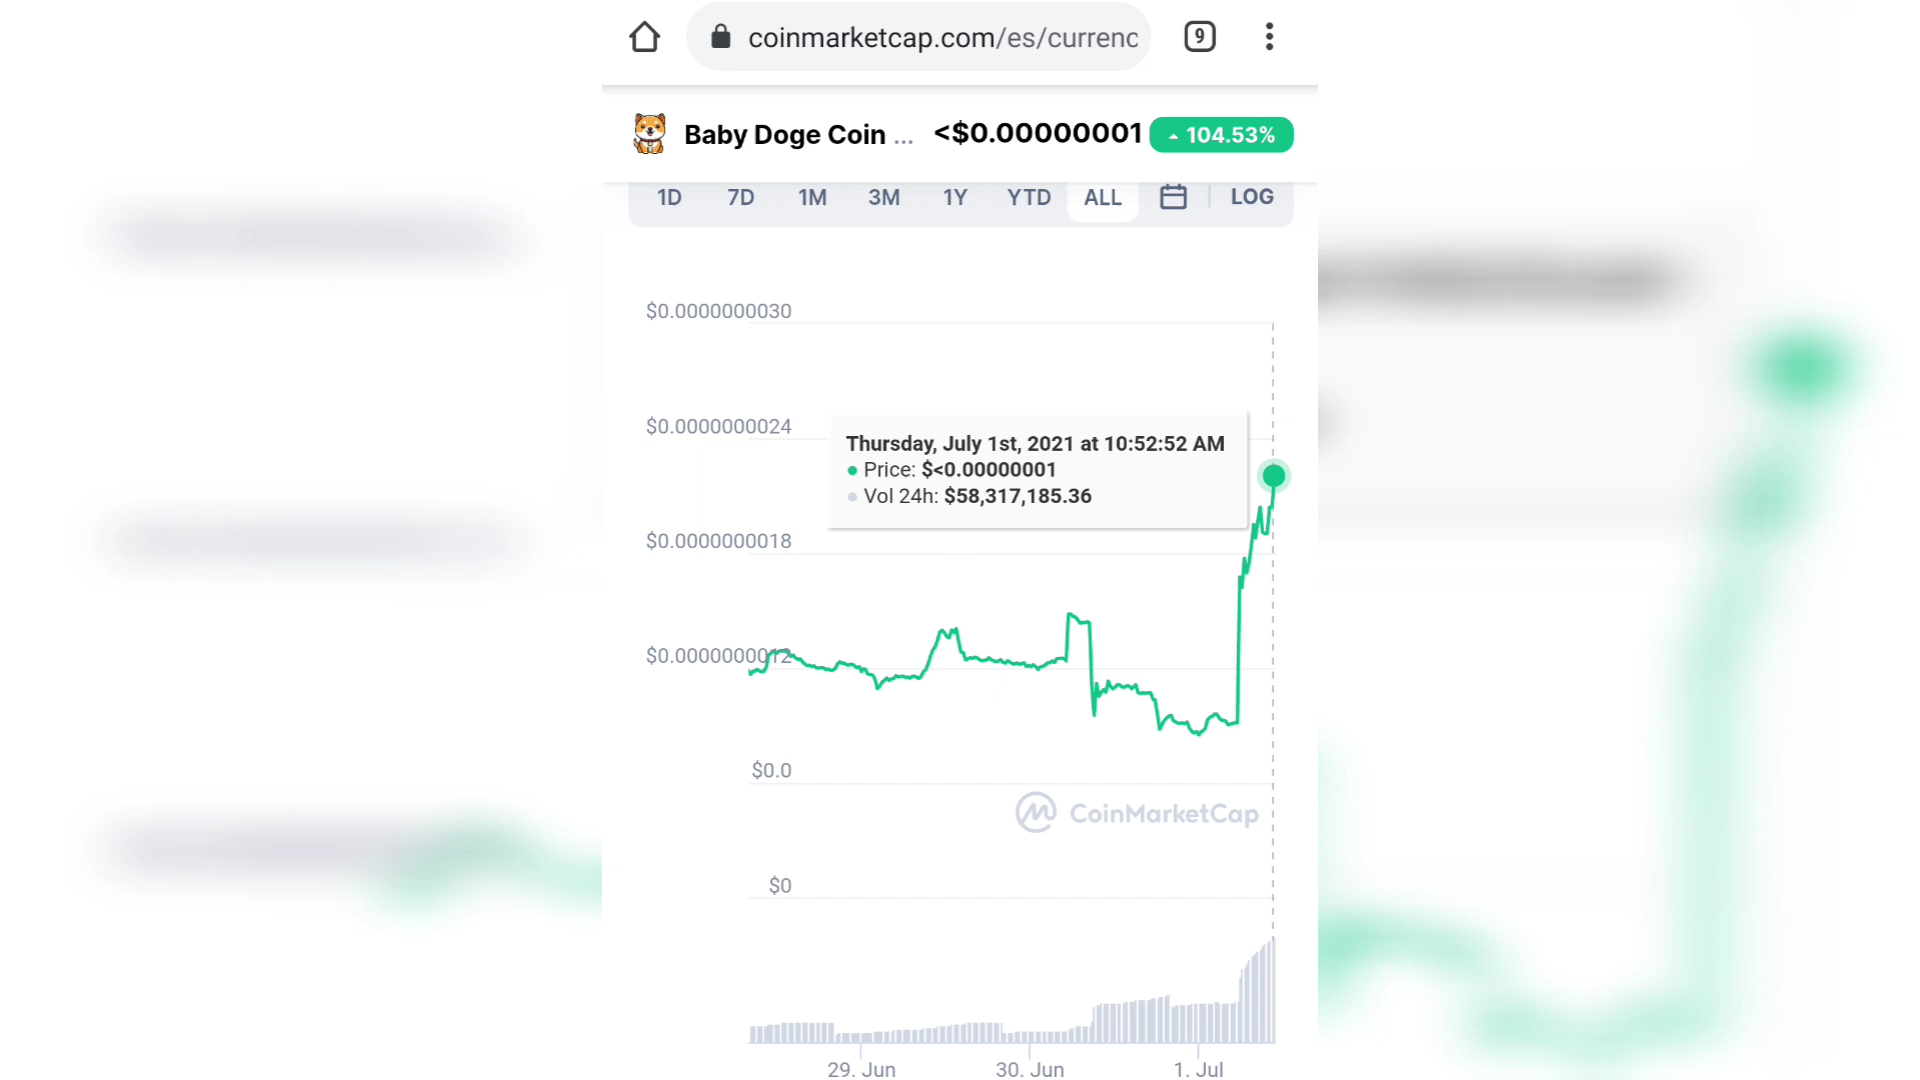 coinmarketcap.com/es/currenc
9
Baby Doge Coin ... <$0.00000001 104.53%
1D 7D 1M 3M 1Y YTD ALL LOG
$0.0000000030
$0.0000000024
Thursday, July 1st, 2021 at 10:52:52 AM
Price: $<0.00000001
Vol 24h: $58,317,185.36
$0.0000000018
$0.0000000012
$0.0
CoinMarketCap
$0
29. Jun 30. Jun 1. Jul